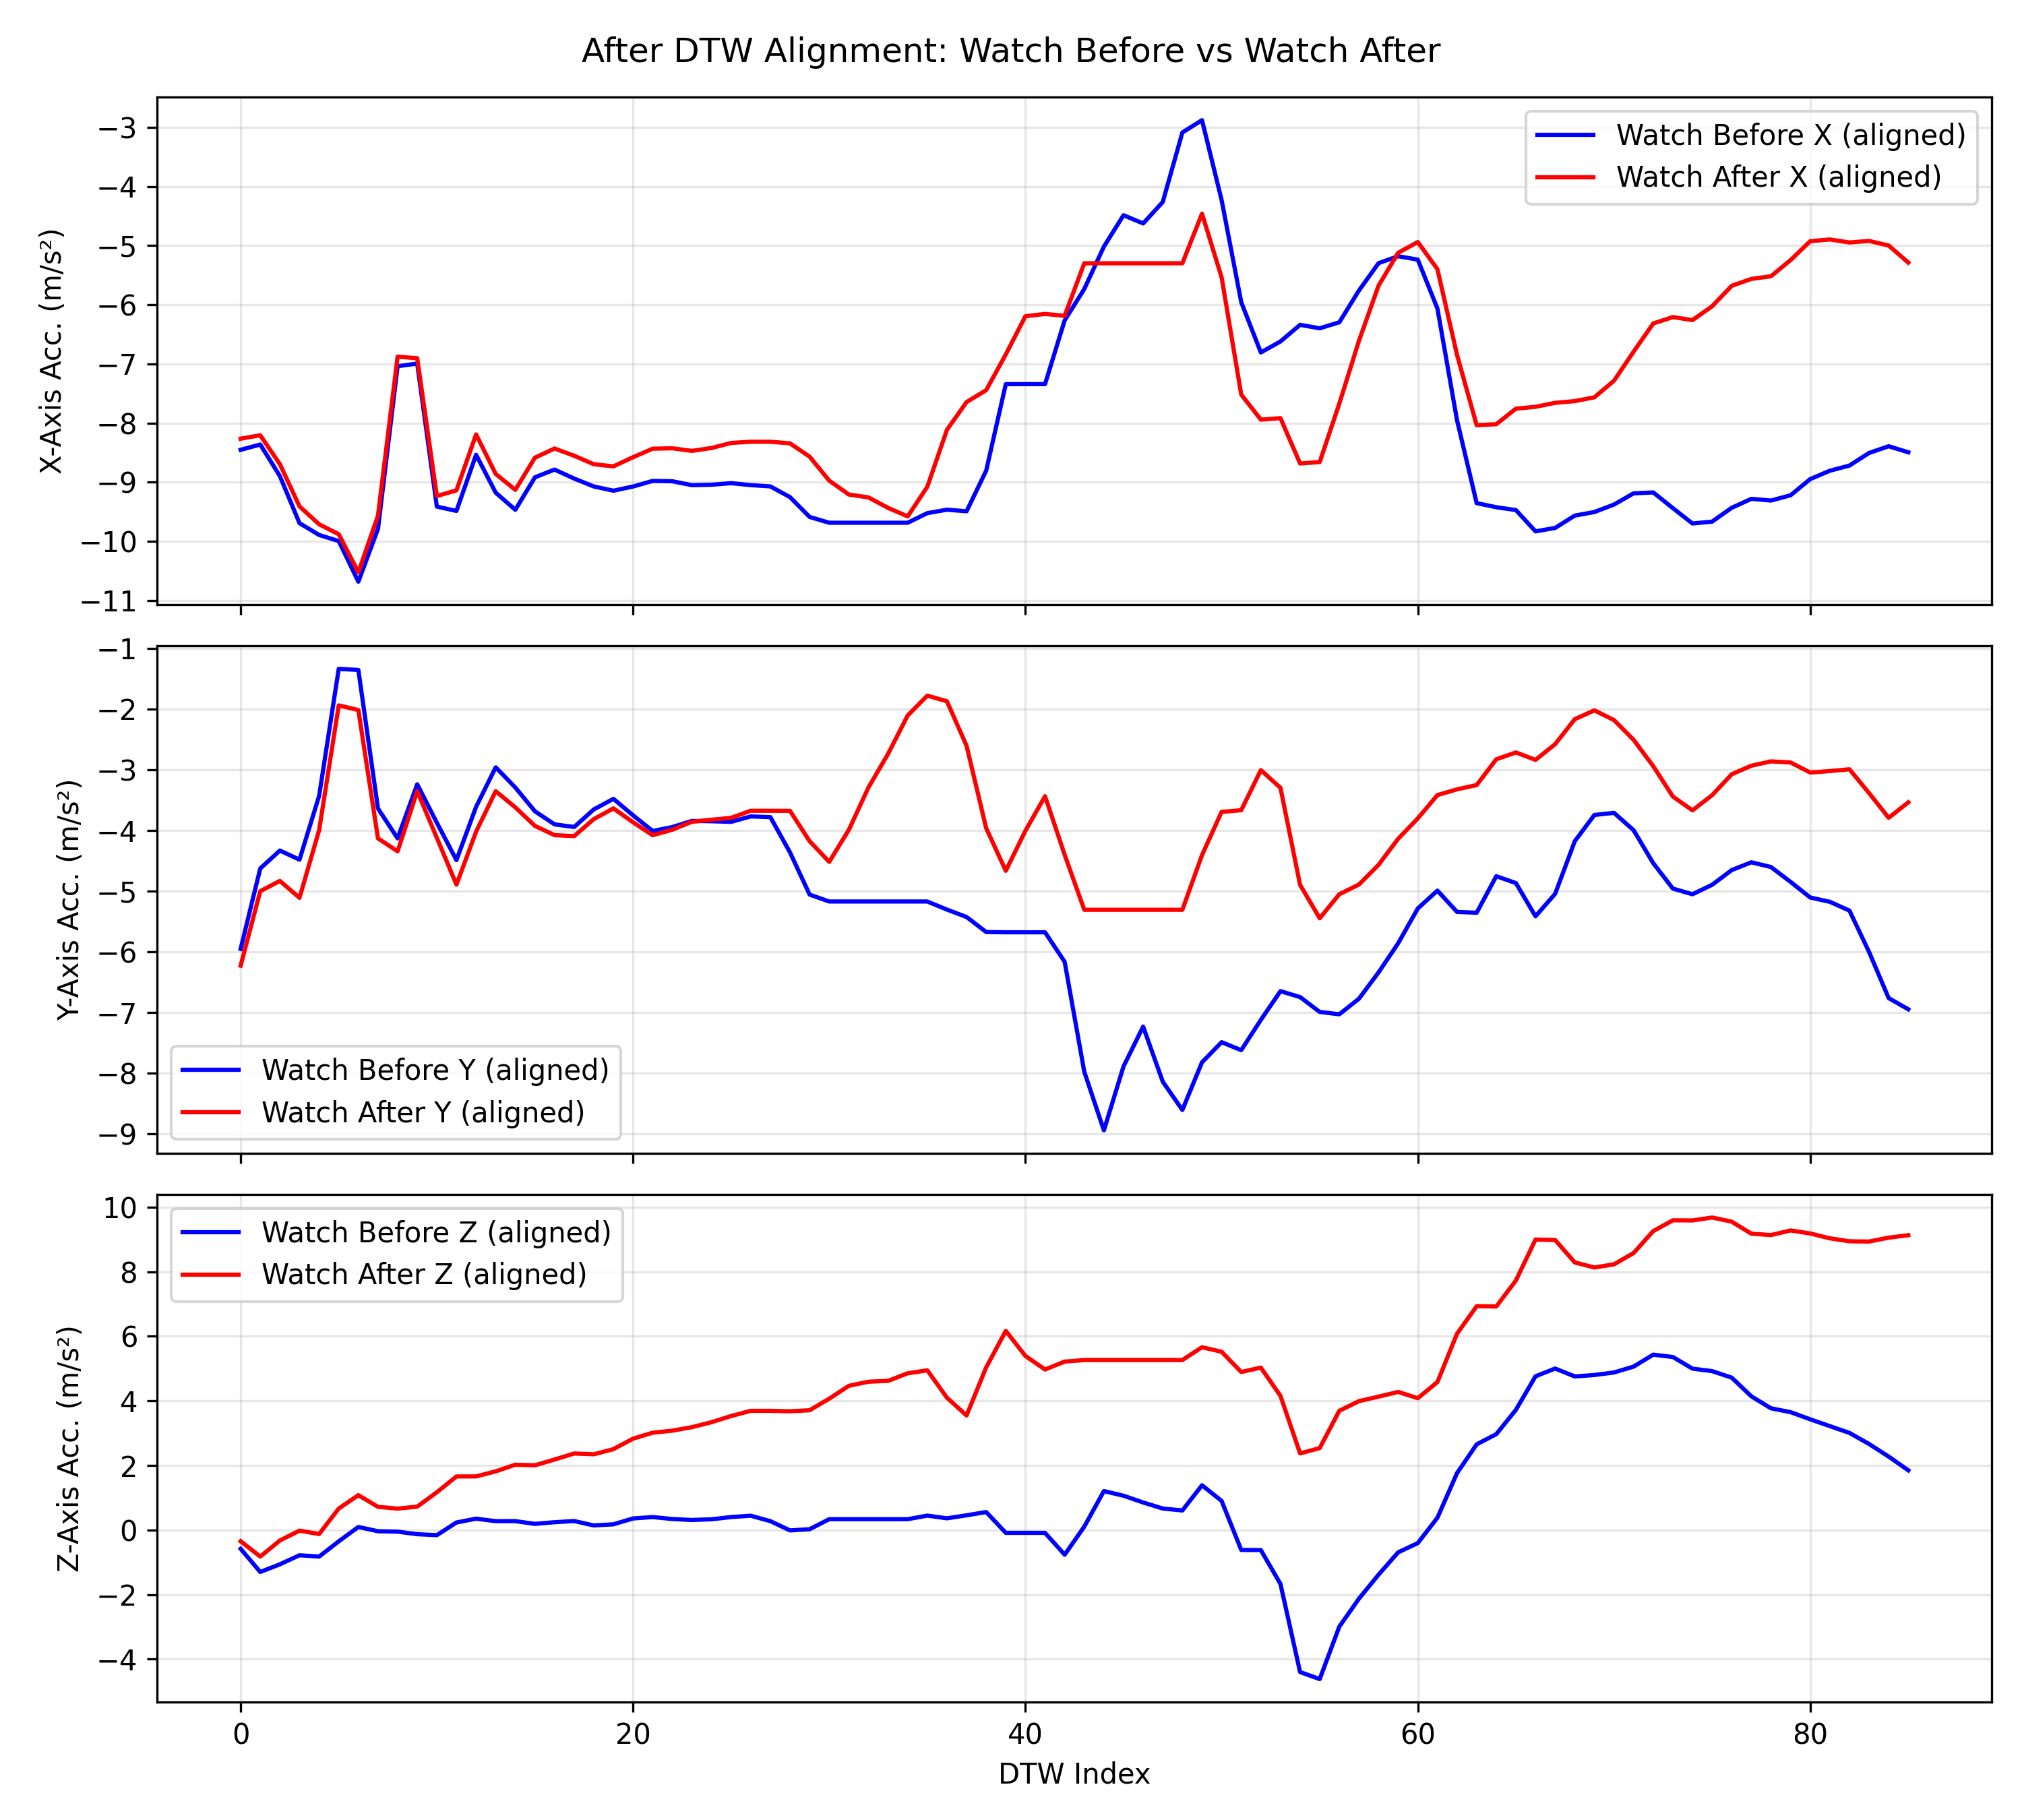 After DTW Alignment: Watch Before vs Watch After
−3
−4
−5
−6
−7
−8
−9
−10
−11
X-Axis Acc. (m/s²)
Watch Before X (aligned)
Watch After X (aligned)
−1
−2
−3
−4
−5
−6
−7
−8
−9
Y-Axis Acc. (m/s²)
Watch Before Y (aligned)
Watch After Y (aligned)
10
8
6
4
2
0
−2
−4
Z-Axis Acc. (m/s²)
Watch Before Z (aligned)
Watch After Z (aligned)
0 20 40 60 80
DTW Index